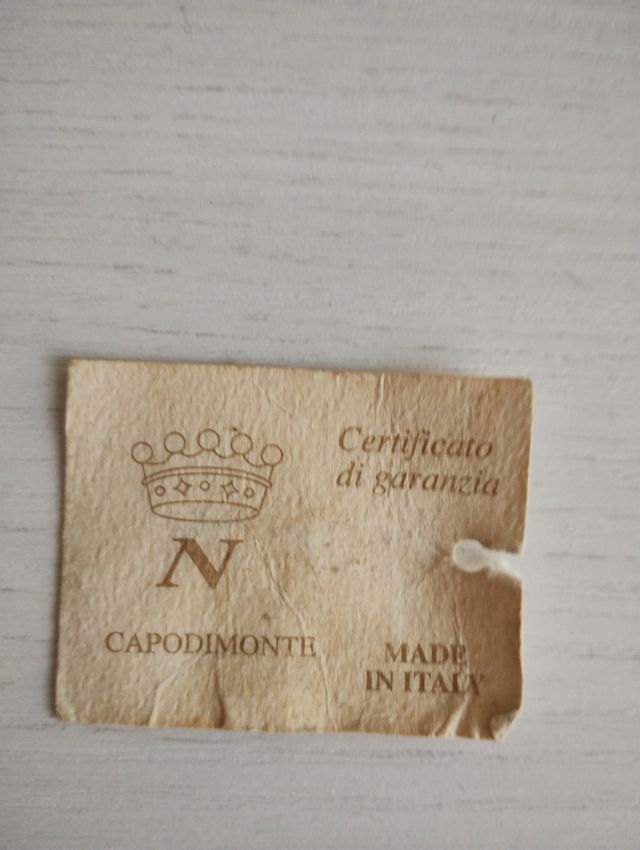 Certificato
di garanzia
N
CAPODIMONTE
MADE
IN ITALY